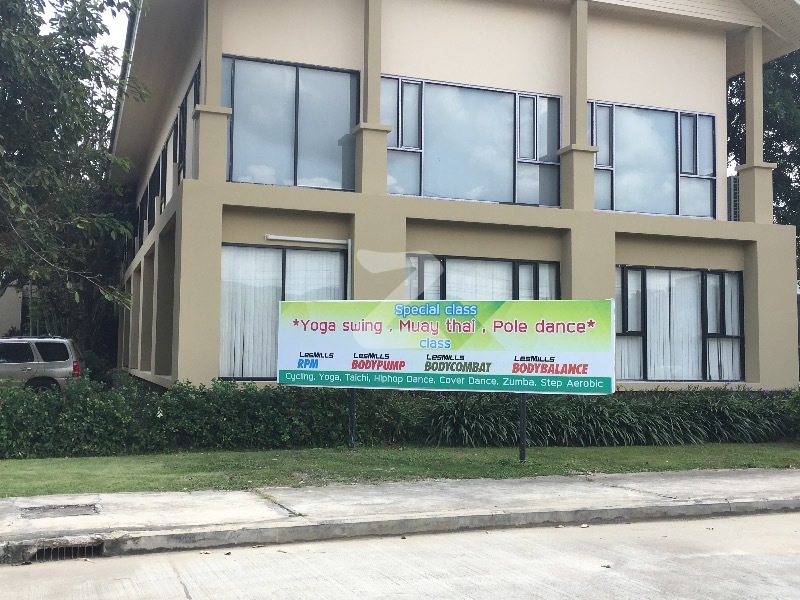 Special class
*Yoga swing , Muay thai , Pole dance*
class
LesMILLS LesMILLS LesMILLS LesMILLS
RPM BODYPUMP BODYCOMBAT BODYBALANCE
Cycling, Yoga, Taichi, Hiphop Dance, Cover Dance, Zumba, Step Aerobic